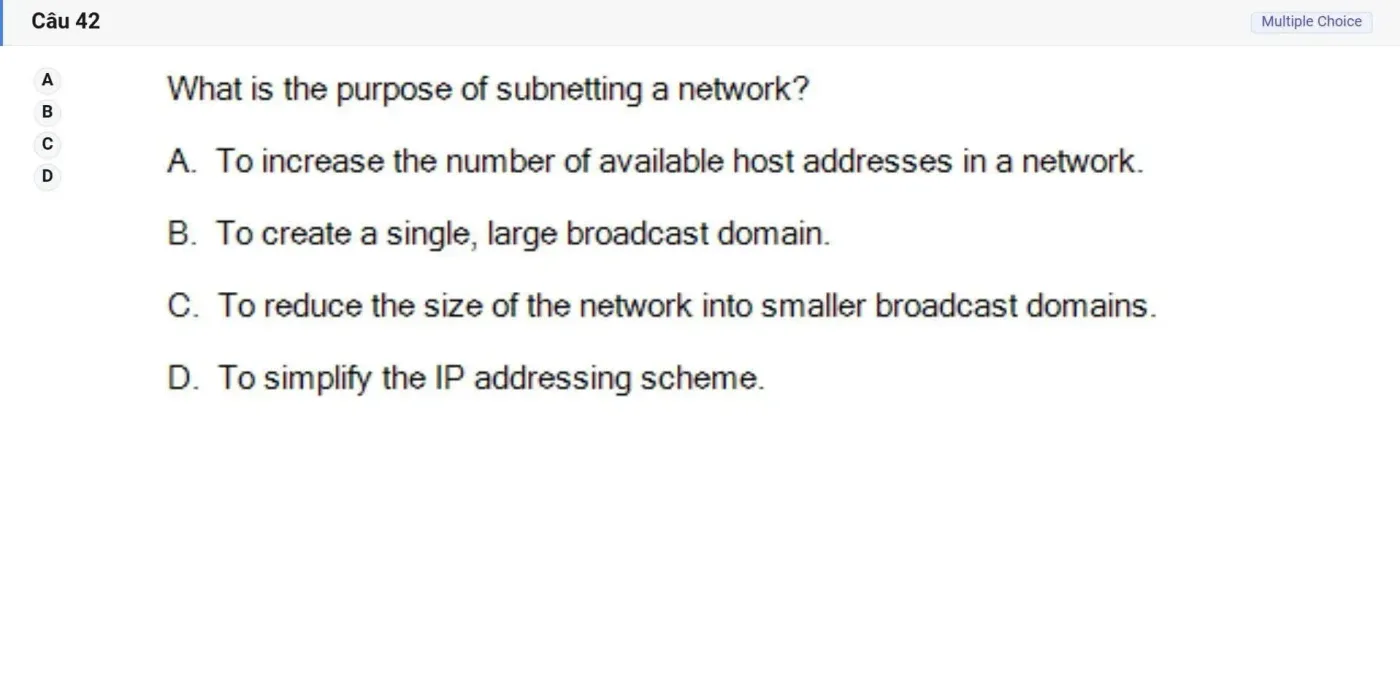 Câu 42
Multiple Choice
A
B
C
D
What is the purpose of subnetting a network?
A. To increase the number of available host addresses in a network.
B. To create a single, large broadcast domain.
C. To reduce the size of the network into smaller broadcast domains.
D. To simplify the IP addressing scheme.